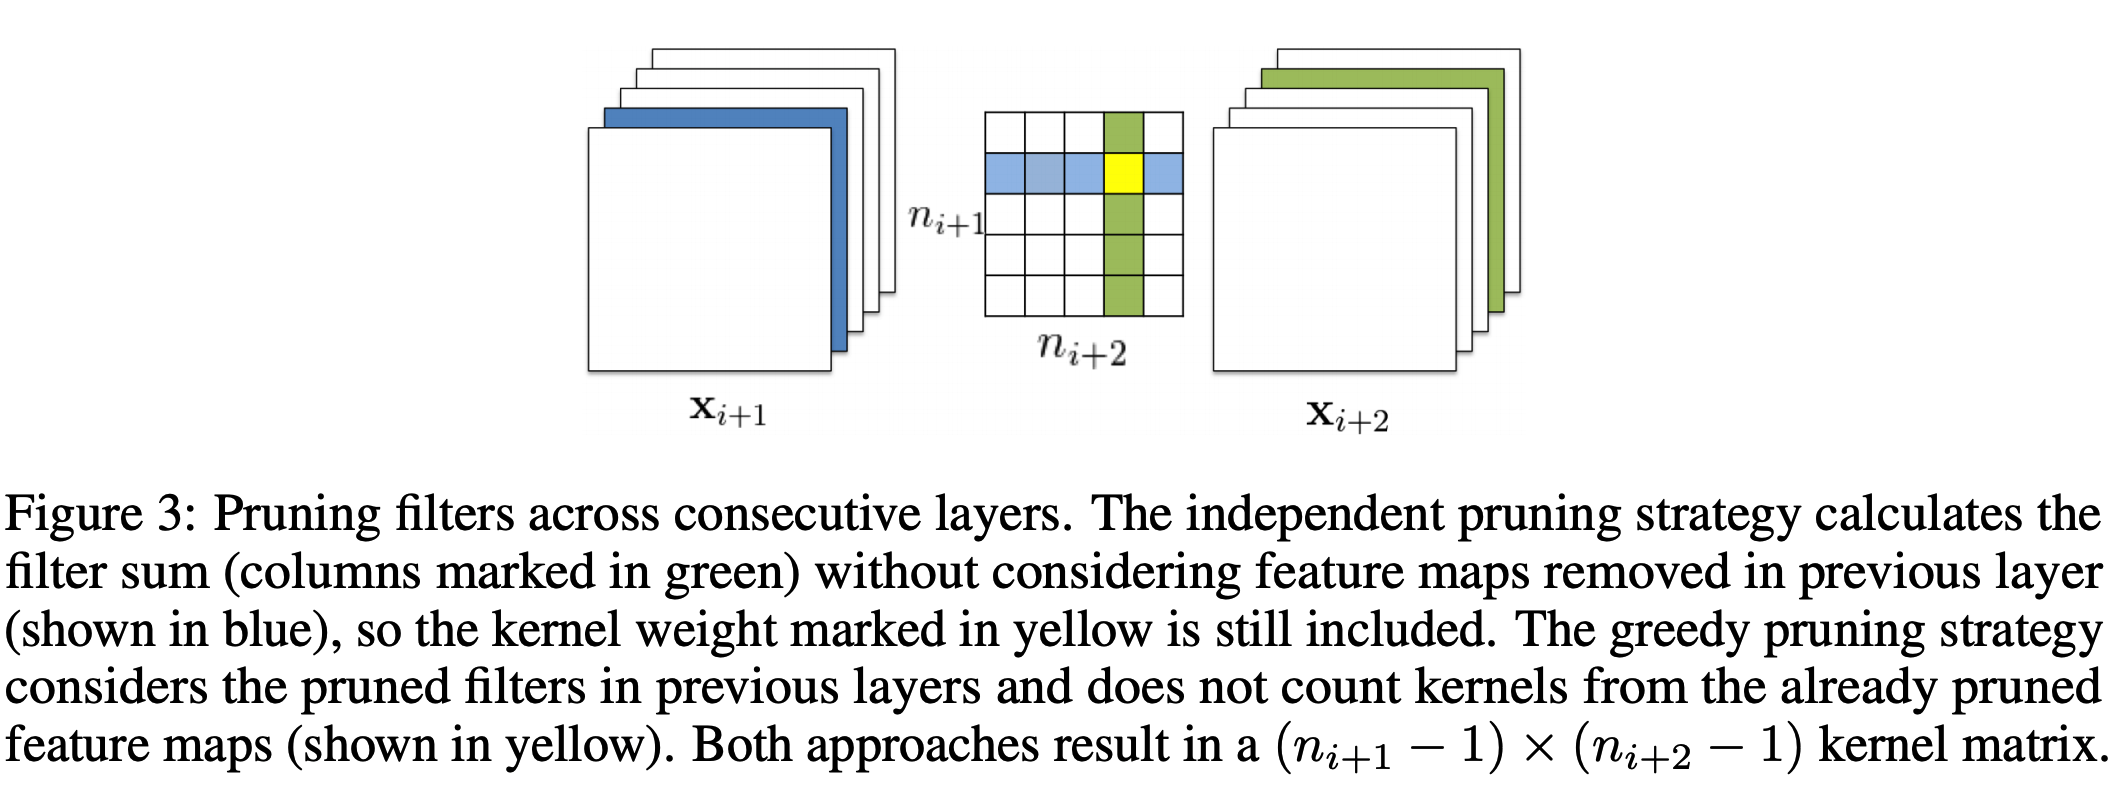 n_{i+1}
n_{i+2}
x_{i+1}
x_{i+2}
Figure 3: Pruning filters across consecutive layers. The independent pruning strategy calculates the
filter sum (columns marked in green) without considering feature maps removed in previous layer
(shown in blue), so the kernel weight marked in yellow is still included. The greedy pruning strategy
considers the pruned filters in previous layers and does not count kernels from the already pruned
feature maps (shown in yellow). Both approaches result in a (n_{i+1} − 1) × (n_{i+2} − 1) kernel matrix.